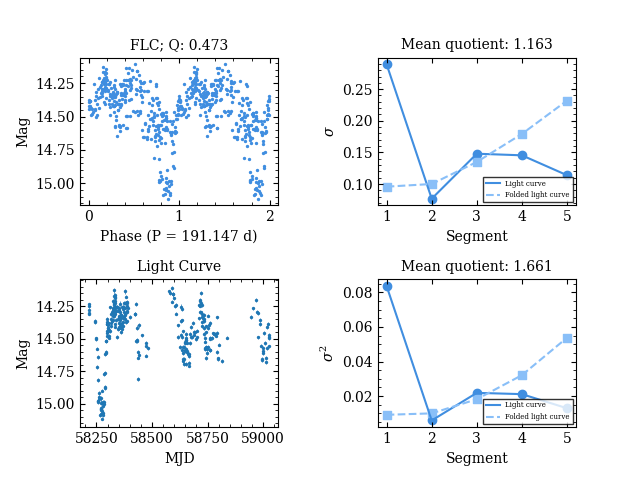 FLC; Q: 0.473
Mag
14.25
14.50
14.75
15.00
0
1
2
Phase (P = 191.147 d)
Mean quotient: 1.163
σ
0.25
0.20
0.15
0.10
Light curve
Folded light curve
1
2
3
4
5
Segment
Light Curve
Mag
14.25
14.50
14.75
15.00
58250
58500
58750
59000
MJD
Mean quotient: 1.661
σ²
0.08
0.06
0.04
0.02
Light curve
Folded light curve
1
2
3
4
5
Segment